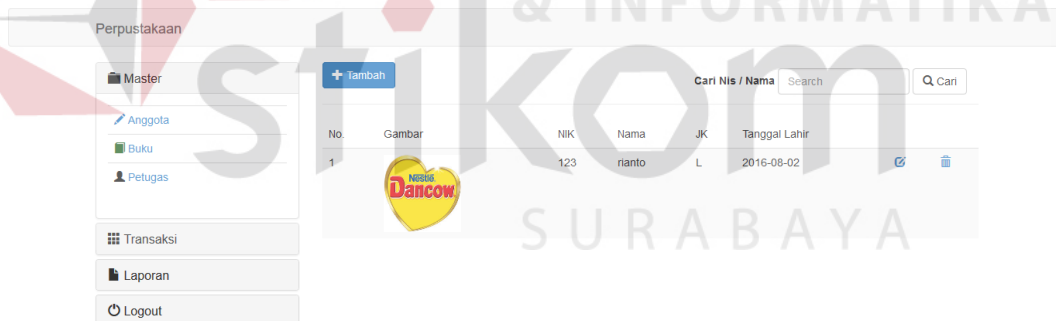 & INFORMATIKA
stikom
SURABAYA
Perpustakaan
Master
Anggota
Buku
Petugas
Transaksi
Laporan
Logout
+ Tambah
Cari Nis / Nama Search Cari
No. Gambar NIK Nama JK Tanggal Lahir
1 Nestlé. Dancow 123 rianto L 2016-08-02